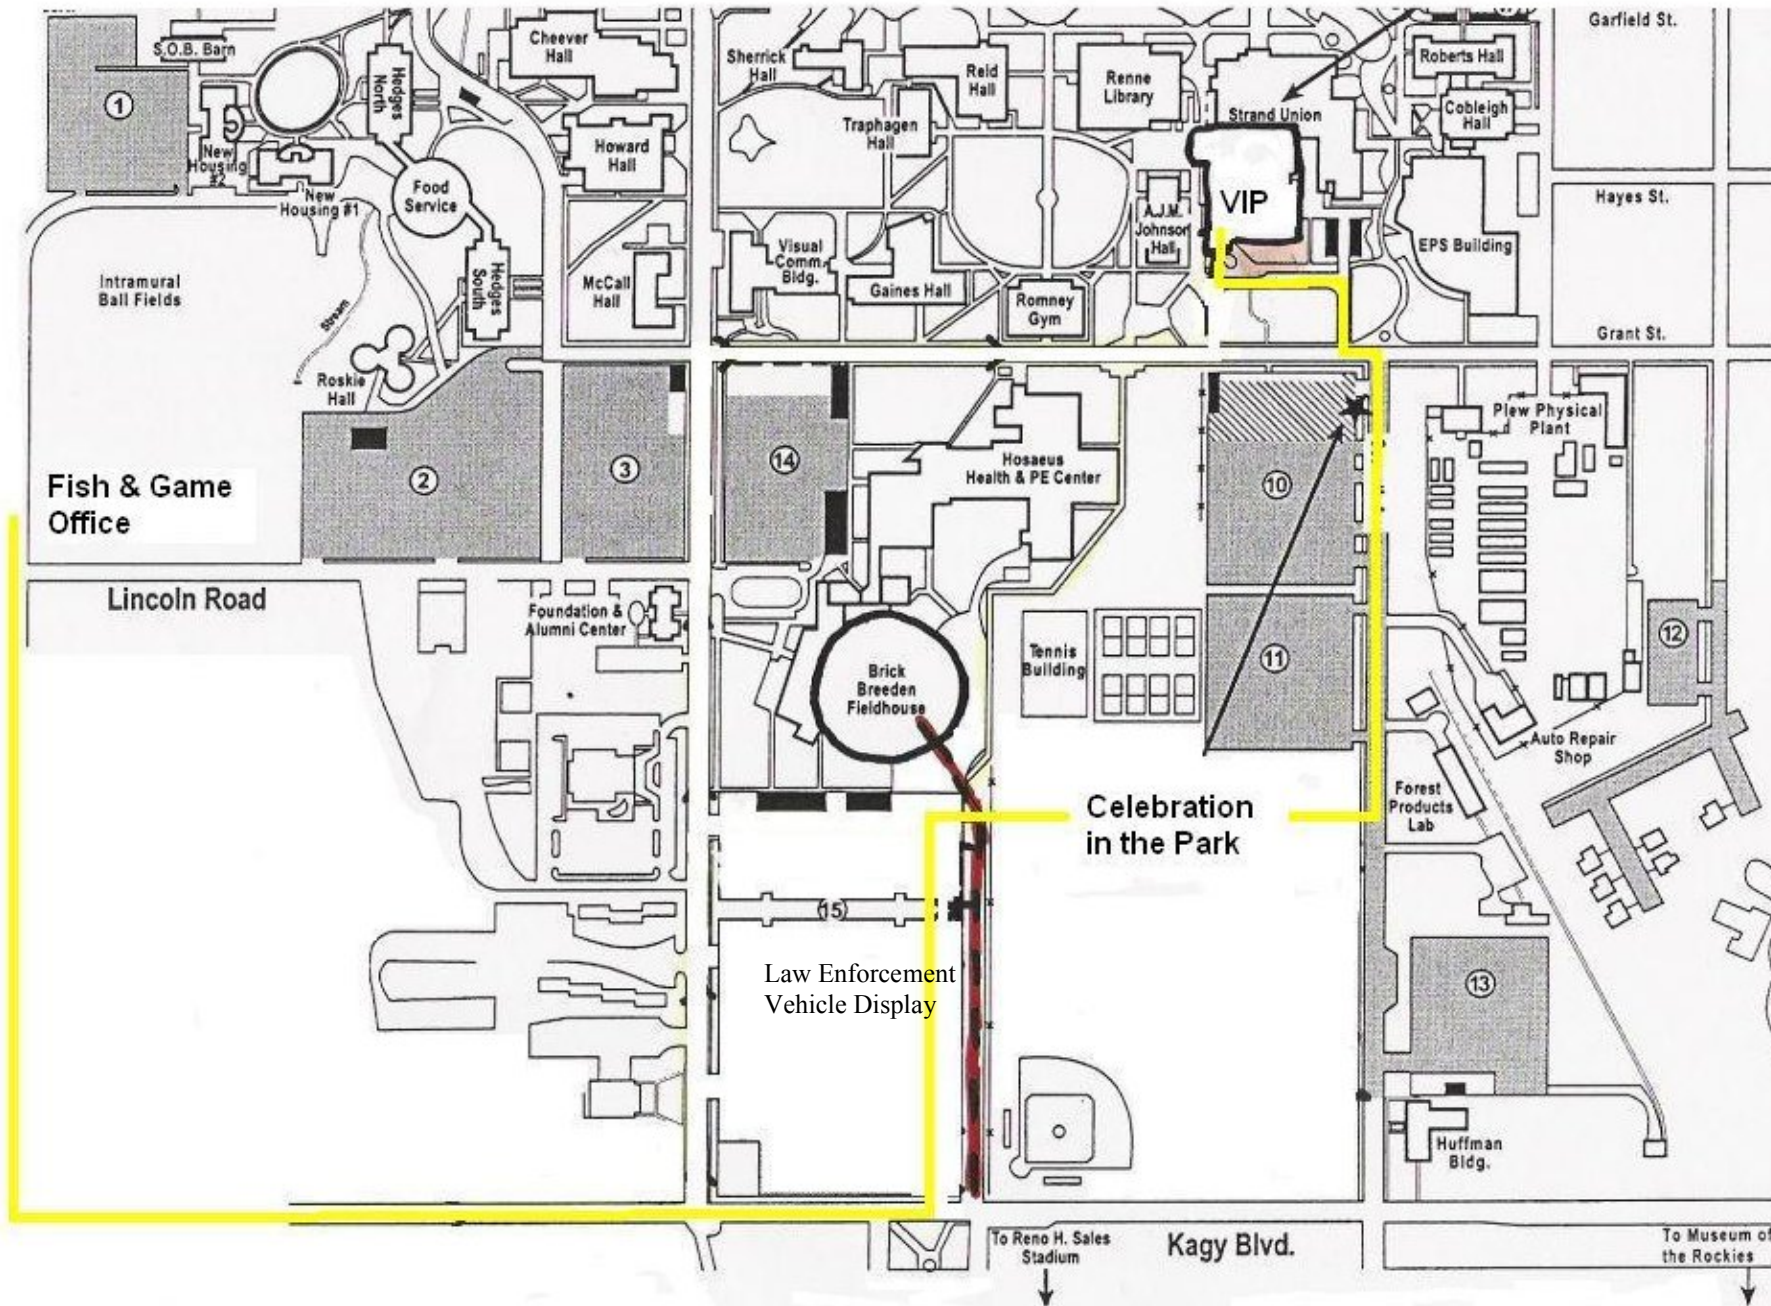 Garfield St.
S.O.B. Barn
Cheever
Hall
Sherrick
Hall
Reid
Hall
Renne
Library
Roberts Hall
Hedges
North
1
Strand Union
Cobleigh
Hall
Traphagen
Hall
Howard
Hall
New
Housing
#2
New
Housing #1
Food
Service
VIP
Hayes St.
A.J.M.
Johnson
Hall
Visual
Comm.
Bldg.
EPS Building
Intramural
Ball Fields
Stream
Hedges
South
McCall
Hall
Gaines Hall
Romney
Gym
Grant St.
Roskie
Hall
Plew Physical
Plant
Fish & Game
Office
2
3
14
Hosaeus
Health & PE Center
10
Lincoln Road
Foundation &
Alumni Center
12
Tennis
Building
11
Brick
Breeden
Fieldhouse
Auto Repair
Shop
Celebration
in the Park
Forest
Products
Lab
15
Law Enforcement
Vehicle Display
13
Huffman
Bldg.
To Reno H. Sales
Stadium
Kagy Blvd.
To Museum of
the Rockies